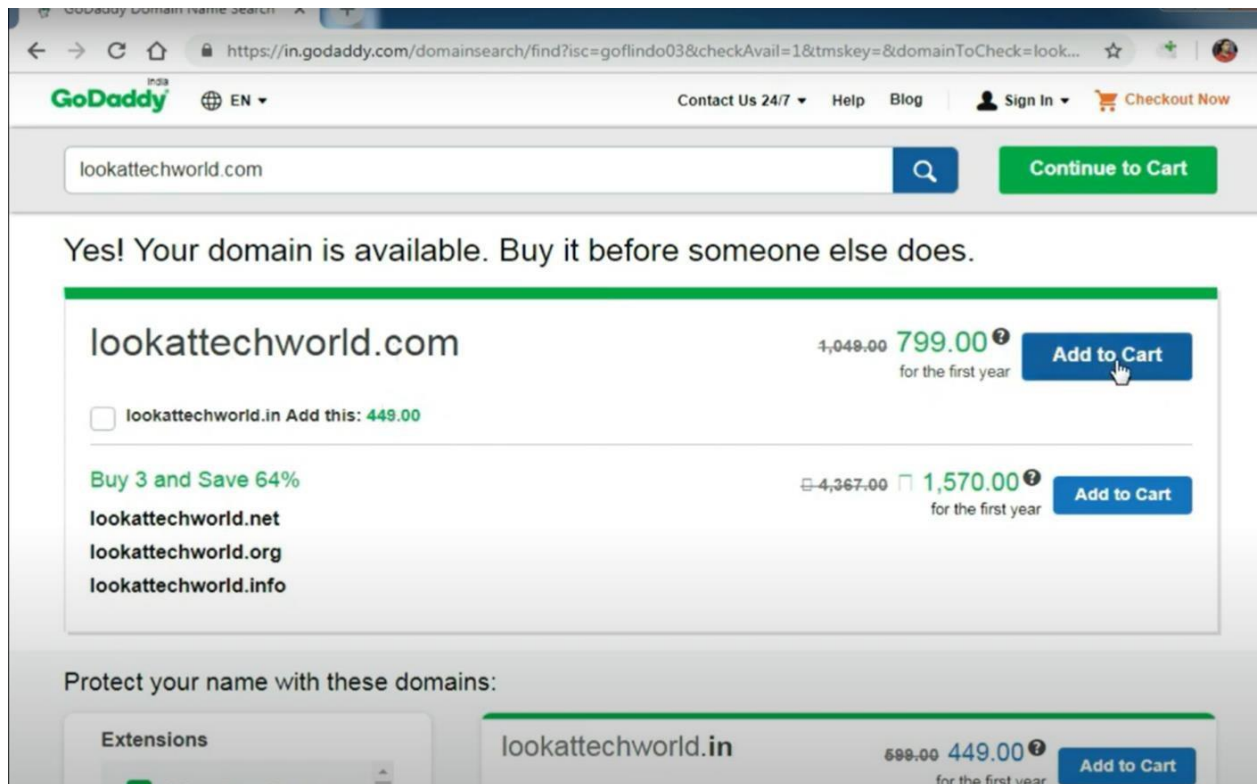 GoDaddy Domain Name Search
https://in.godaddy.com/domainsearch/find?isc=goflindo03&checkAvail=1&tmskey=&domainToCheck=look...
GoDaddy India EN Contact Us 24/7 Help Blog Sign In Checkout Now
lookattechworld.com Continue to Cart
Yes! Your domain is available. Buy it before someone else does.
lookattechworld.com 1,049.00 799.00 Add to Cart
for the first year
lookattechworld.in Add this: 449.00
Buy 3 and Save 64% 4,367.00 1,570.00 Add to Cart
for the first year
lookattechworld.net
lookattechworld.org
lookattechworld.info
Protect your name with these domains:
Extensions
lookattechworld.in 599.00 449.00 Add to Cart
for the first year